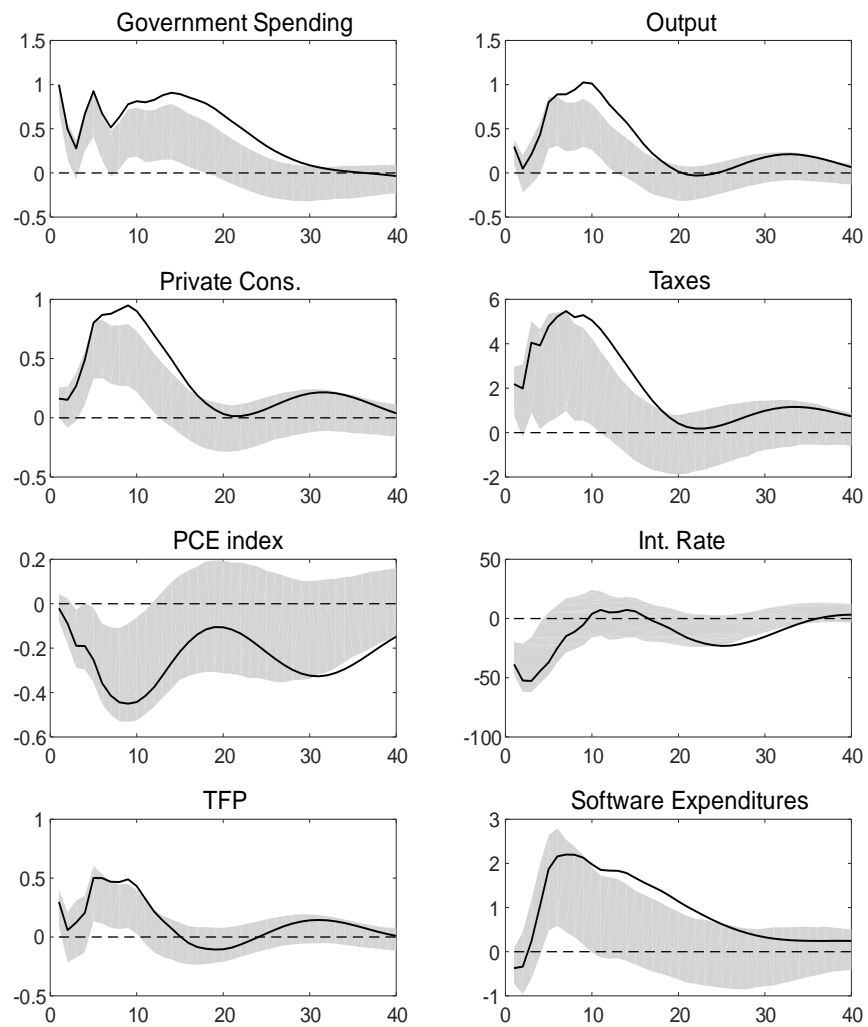 Government Spending
1.5
1
0.5
0
-0.5
0 10 20 30 40
Output
1.5
1
0.5
0
-0.5
0 10 20 30 40
Private Cons.
1
0.5
0
-0.5
0 10 20 30 40
Taxes
6
4
2
0
-2
0 10 20 30 40
PCE index
0.2
0
-0.2
-0.4
-0.6
0 10 20 30 40
Int. Rate
50
0
-50
-100
0 10 20 30 40
TFP
1
0.5
0
-0.5
0 10 20 30 40
Software Expenditures
3
2
1
0
-1
0 10 20 30 40